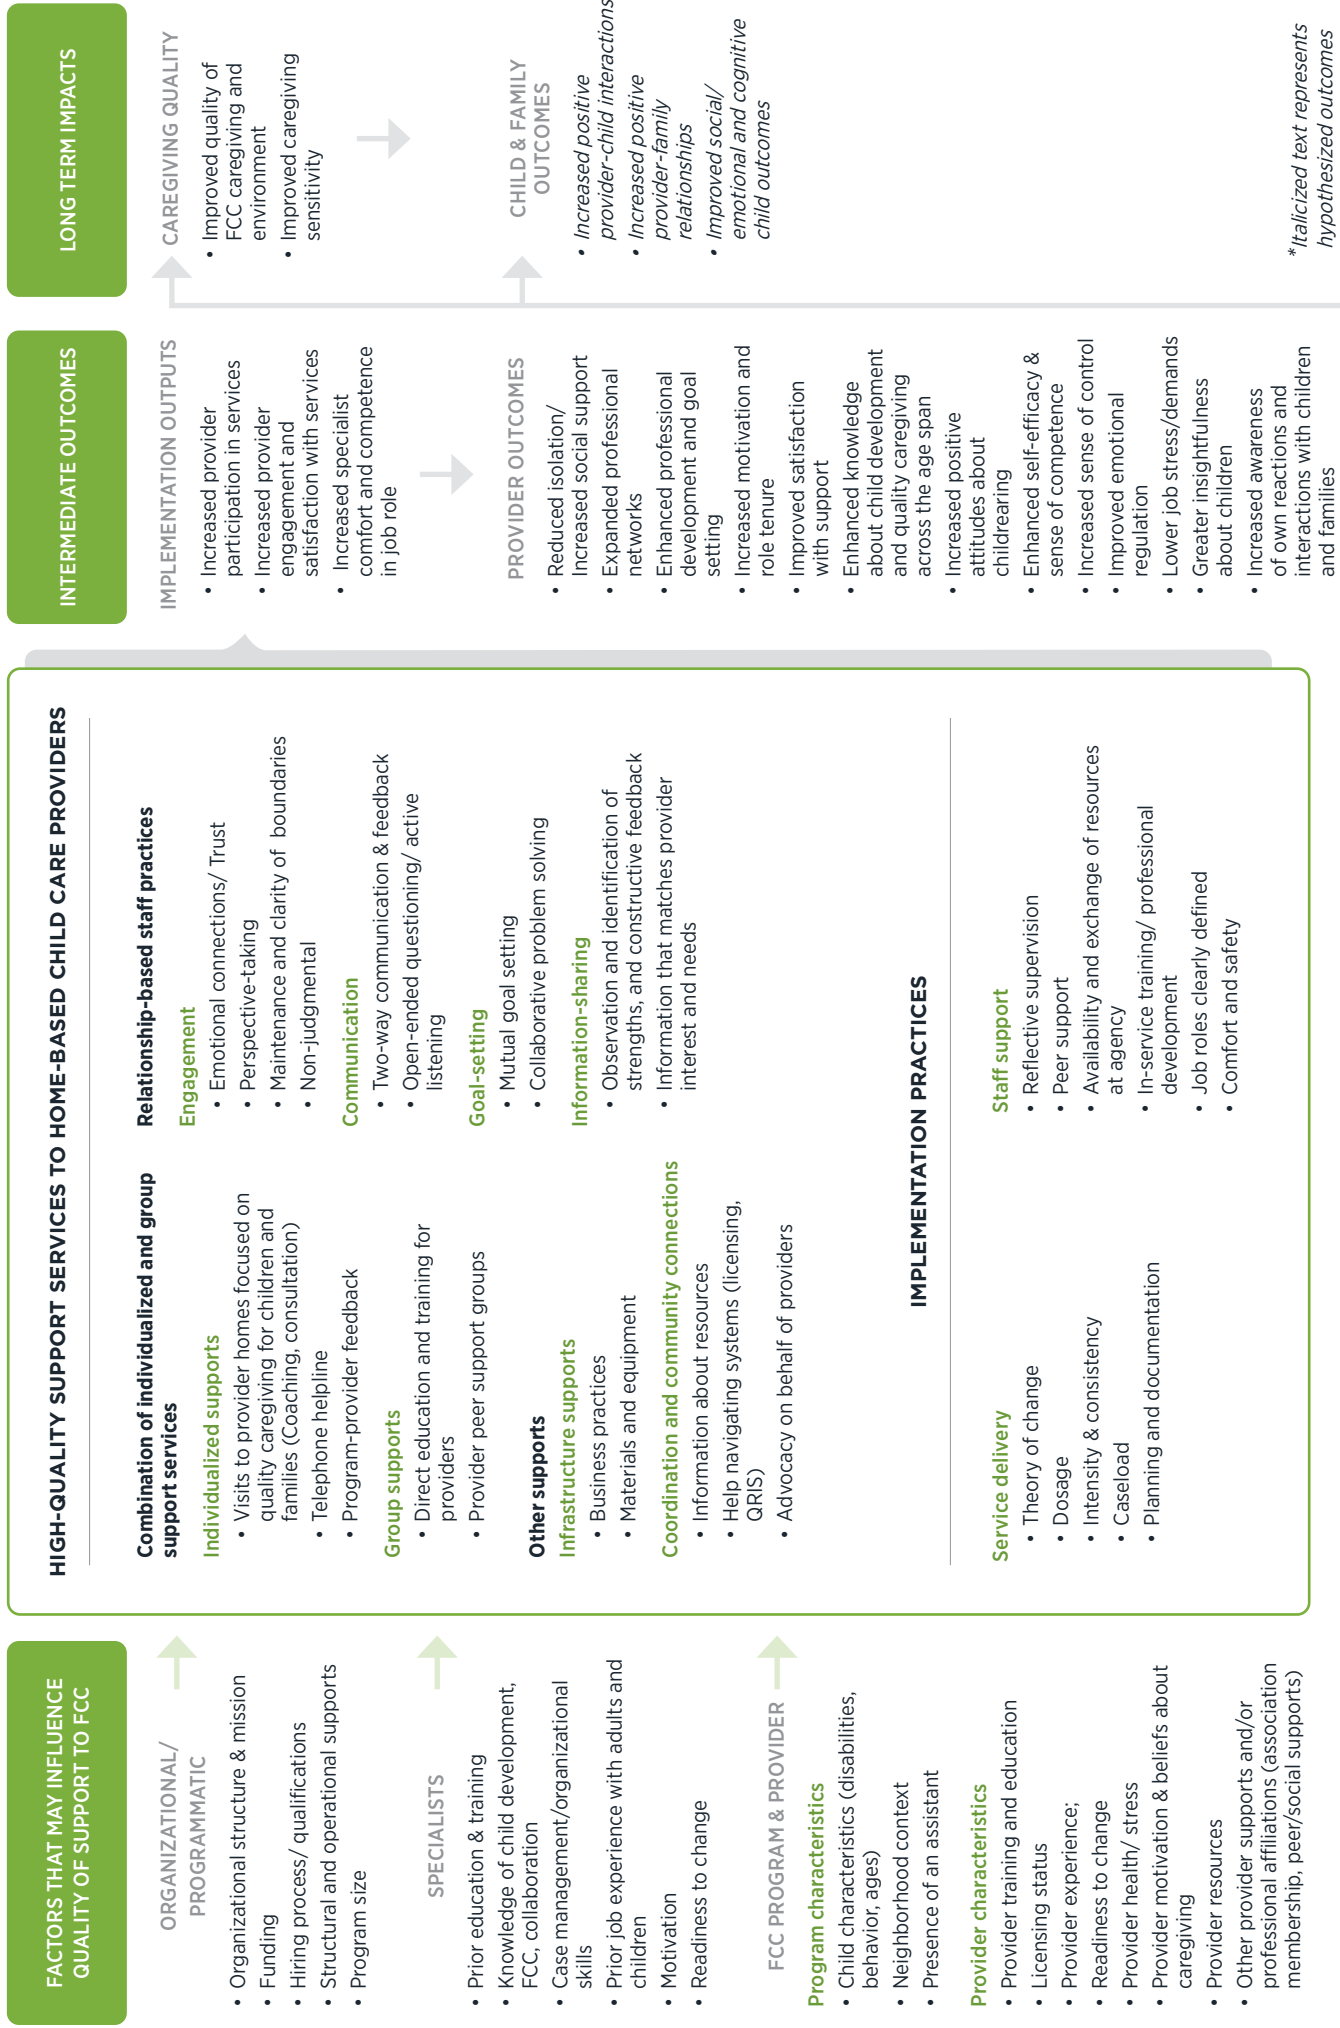 FACTORS THAT MAY INFLUENCE
QUALITY OF SUPPORT TO FCC
ORGANIZATIONAL/
PROGRAMMATIC
• Organizational structure & mission
• Funding
• Hiring process/ qualifications
• Structural and operational supports
• Program size
SPECIALISTS
• Prior education & training
• Knowledge of child development,
FCC, collaboration
• Case management/organizational
skills
• Prior job experience with adults and
children
• Motivation
• Readiness to change
FCC PROGRAM & PROVIDER
Program characteristics
• Child characteristics (disabilities,
behavior, ages)
• Neighborhood context
• Presence of an assistant
Provider characteristics
• Provider training and education
• Licensing status
• Provider experience;
• Readiness to change
• Provider health/ stress
• Provider motivation & beliefs about
caregiving
• Provider resources
• Other provider supports and/or
professional affiliations (association
membership, peer/social supports)
HIGH-QUALITY SUPPORT SERVICES TO HOME-BASED CHILD CARE PROVIDERS
Combination of individualized and group
support services
Individualized supports
• Visits to provider homes focused on
quality caregiving for children and
families (Coaching, consultation)
• Telephone helpline
• Program-provider feedback
Group supports
• Direct education and training for
providers
• Provider peer support groups
Other supports
Infrastructure supports
• Business practices
• Materials and equipment
Coordination and community connections
• Information about resources
• Help navigating systems (licensing,
QRIS)
• Advocacy on behalf of providers
Relationship-based staff practices
Engagement
• Emotional connections/ Trust
• Perspective-taking
• Maintenance and clarity of boundaries
• Non-judgmental
Communication
• Two-way communication & feedback
• Open-ended questioning/ active
listening
Goal-setting
• Mutual goal setting
• Collaborative problem solving
Information-sharing
• Observation and identification of
strengths, and constructive feedback
• Information that matches provider
interest and needs
IMPLEMENTATION PRACTICES
Service delivery
• Theory of change
• Dosage
• Intensity & consistency
• Caseload
• Planning and documentation
Staff support
• Reflective supervision
• Peer support
• Availability and exchange of resources
at agency
• In-service training/ professional
development
• Job roles clearly defined
• Comfort and safety
INTERMEDIATE OUTCOMES
IMPLEMENTATION OUTPUTS
• Increased provider
participation in services
• Increased provider
engagement and
satisfaction with services
• Increased specialist
comfort and competence
in job role
PROVIDER OUTCOMES
• Reduced isolation/
Increased social support
• Expanded professional
networks
• Enhanced professional
development and goal
setting
• Increased motivation and
role tenure
• Improved satisfaction
with support
• Enhanced knowledge
about child development
and quality caregiving
across the age span
• Increased positive
attitudes about
childrearing
• Enhanced self-efficacy &
sense of competence
• Increased sense of control
• Improved emotional
regulation
• Lower job stress/demands
• Greater insightfulness
about children
• Increased awareness
of own reactions and
interactions with children
and families
LONG TERM IMPACTS
CAREGIVING QUALITY
• Improved quality of
FCC caregiving and
environment
• Improved caregiving
sensitivity
CHILD & FAMILY
OUTCOMES
• Increased positive
provider-child interactions
• Increased positive
provider-family
relationships
• Improved social/
emotional and cognitive
child outcomes
*Italicized text represents
hypothesized outcomes